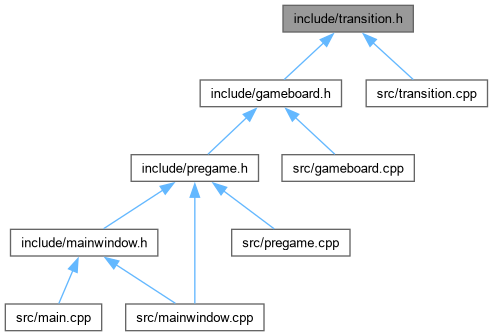 include/transition.h
include/gameboard.h
src/transition.cpp
include/pregame.h
src/gameboard.cpp
include/mainwindow.h
src/pregame.cpp
src/main.cpp
src/mainwindow.cpp